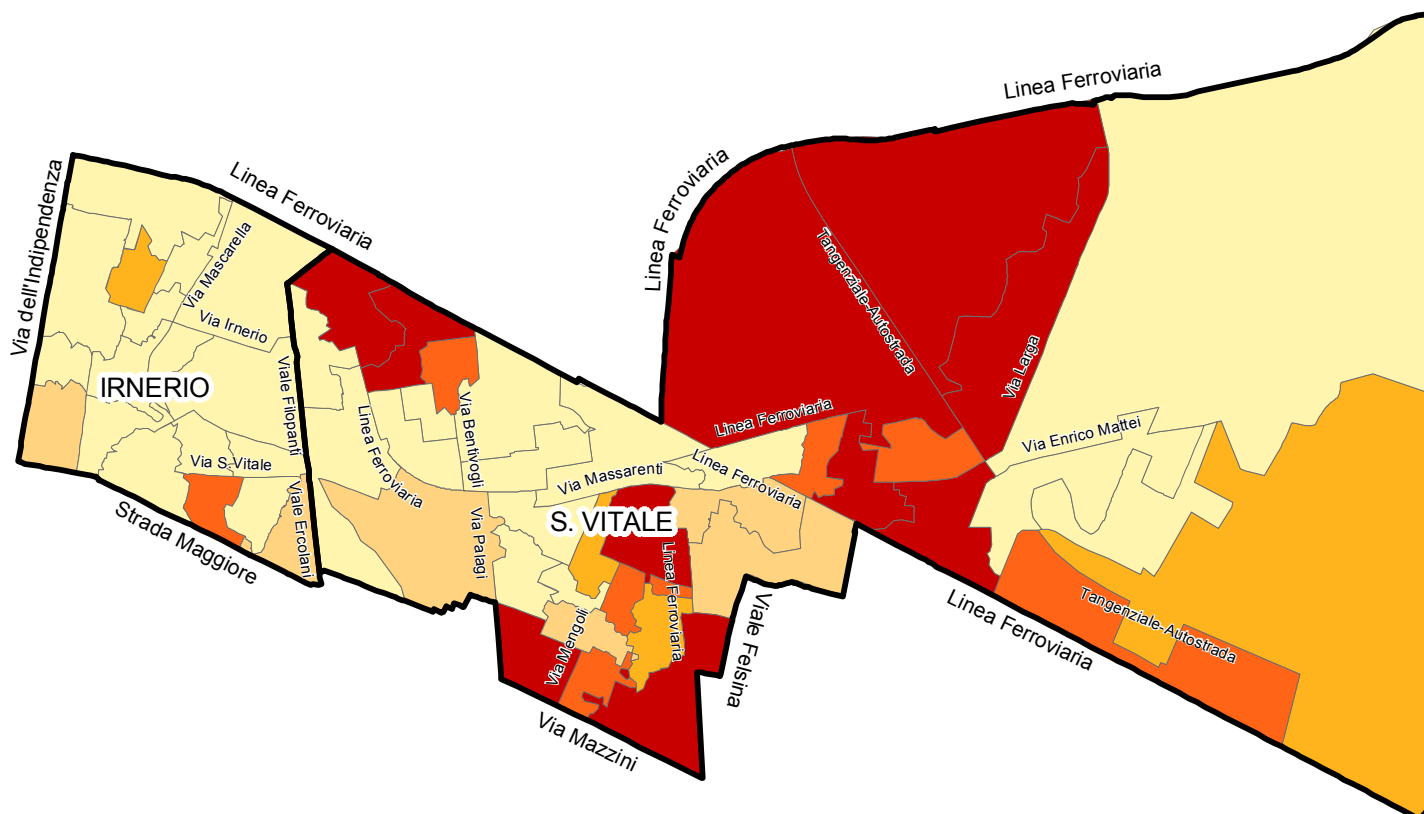 Linea Ferroviaria
Linea Ferroviaria
Linea Ferroviaria
Via dell'Indipendenza
Via Mascarella
Via Irnerio
IRNERIO
Viale Filopanti
Via S.Vitale
Viale Ercolani
Strada Maggiore
Linea Ferroviaria
Via Bentivogli
Via Massarenti
Linea Ferroviaria
Linea Ferroviaria
Tangenziale-Autostrada
Via Larga
Via Enrico Mattei
S. VITALE
Via Palagi
Linea Ferroviaria
Via Mengoli
Viale Felsina
Via Mazzini
Linea Ferroviaria
Tangenziale-Autostrada